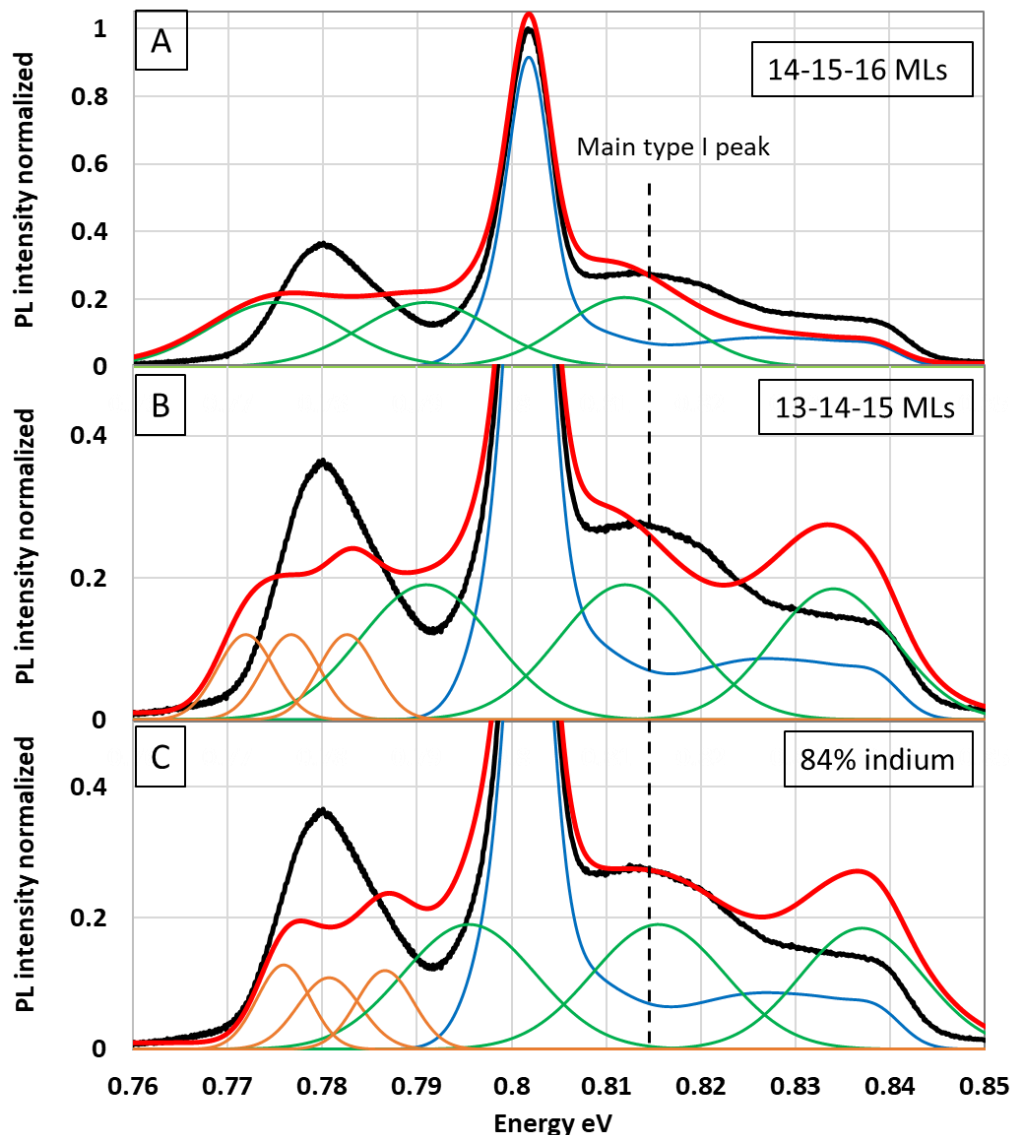 PL intensity normalized
1
0.8
0.6
0.4
0.2
0
A
14-15-16 MLs
Main type I peak
PL intensity normalized
0.4
0.2
0
B
13-14-15 MLs
PL intensity normalized
0.4
0.2
0
C
84% indium
0.76 0.77 0.78 0.79 0.8 0.81 0.82 0.83 0.84 0.85
Energy eV